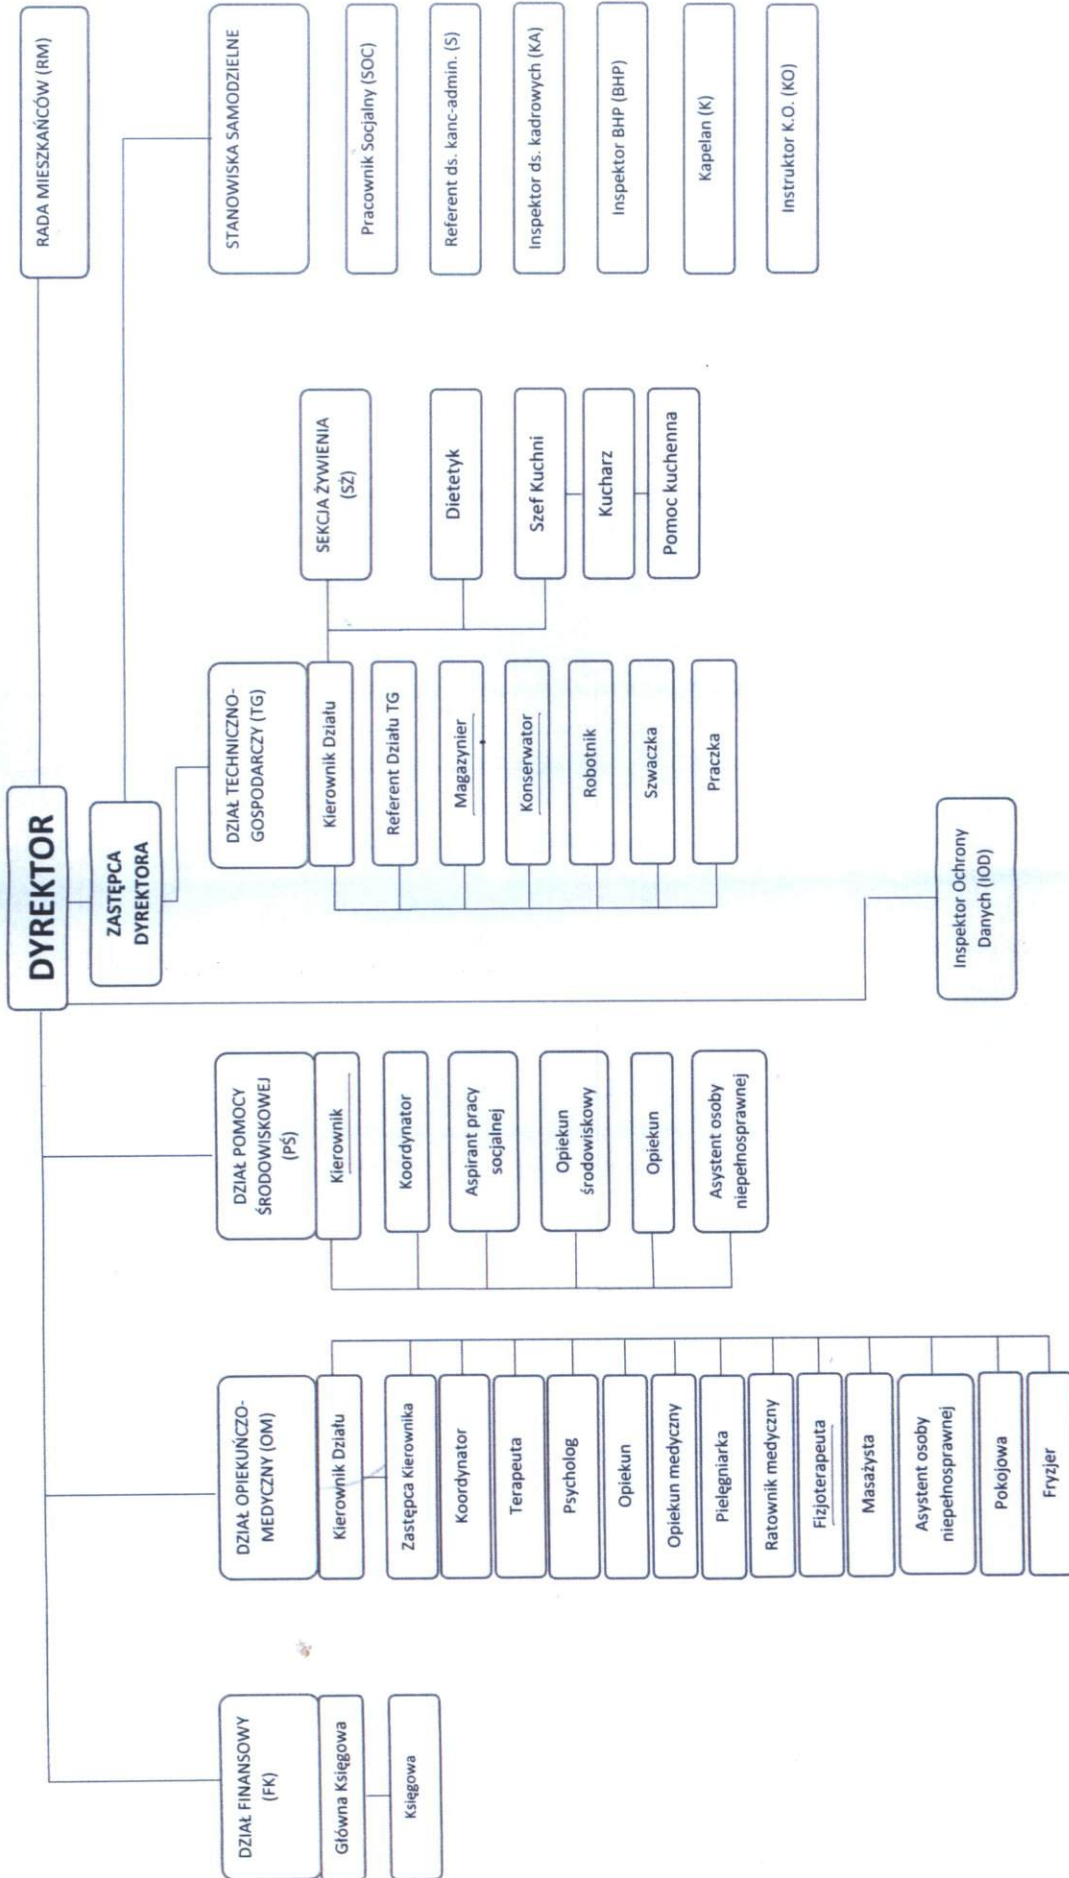 DYREKTOR
RADA MIESZKAŃCÓW (RM)
ZASTĘPCA
DYREKTORA
DZIAŁ FINANSOWY
(FK)
Główna Księgowa
Księgowa
DZIAŁ OPIEKUŃCZO-
MEDYCZNY (OM)
Kierownik Działu
Zastępca Kierownika
Koordynator
Terapeuta
Psycholog
Opiekun
Opiekun medyczny
Pielęgniarka
Ratownik medyczny
Fizjoterapeuta
Masażysta
Asystent osoby
niepełnosprawnej
Pokojowa
Fryzjer
DZIAŁ POMOCY
ŚRODOWISKOWEJ
(PŚ)
Kierownik
Koordynator
Aspirant pracy
socjalnej
Opiekun
środowiskowy
Opiekun
Asystent osoby
niepełnosprawnej
DZIAŁ TECHNICZNO-
GOSPODARCZY (TG)
Kierownik Działu
Referent Działu TG
Magazynier
Konserwator
Robotnik
Szwaczka
Praczka
SEKCJA ŻYWIENIA
(SŻ)
Dietetyk
Szef Kuchni
Kucharz
Pomoc kuchenna
STANOWISKA SAMODZIELNE
Pracownik Socjalny (SOC)
Referent ds. kanc-admin. (S)
Inspektor ds. kadrowych (KA)
Inspektor BHP (BHP)
Kapelan (K)
Instruktor K.O. (KO)
Inspektor Ochrony
Danych (IOD)